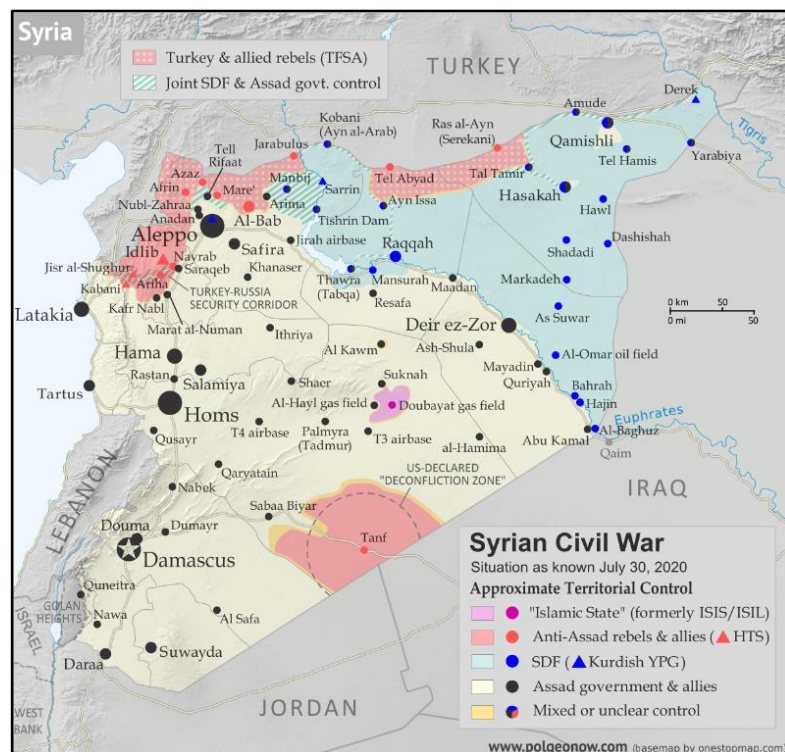 Syria
Turkey & allied rebels (TFSA)
Joint SDF & Assad govt. control
TURKEY
Derek
Tigris
Kobani
(Ayn al-Arab)
Amude
Qamishli
Ras al-Ayn
(Serekani)
Tell
Rifaat
Jarabulus
Yarabiya
Azaz
Manbij
Tel Abyad
Tal Tamir
Tel Hamis
Afrin
Mare'
Sarrin
Hasakah
Nubl-Zahraa
Arima
Ayn Issa
Hawl
Anadan
Al-Bab
Tishrin Dam
Aleppo
Safira
Jirah airbase
Raqqah
Shadadi
Dashishah
Idlib
Nayrab
Jisr al-Shughur
Saraqeb
Khanaser
Thawra
(Tabqa)
Mansurah
Maadan
Markadeh
Kabani
Ariha
TURKEY-RUSSIA
SECURITY CORRIDOR
Resafa
Kafr Nabl
As Suwar
0 km
50
0 mi
50
Latakia
Marat al-Numan
Ithriya
Deir ez-Zor
Hama
Al Kawm
Ash-Shula
Al-Omar oil field
Rastan
Salamiya
Shaer
Suknah
Mayadin
Quriyah
Tartus
Al-Hayl gas field
Doubayat gas field
Bahrah
Hajin
Homs
Euphrates
Qusayr
T4 airbase
Palmyra
(Tadmur)
T3 airbase
al-Hamima
Abu Kamal
Al-Baghuz
Qaim
Qaryatain
US-DECLARED
"DECONFLICTION ZONE"
IRAQ
LEBANON
Nabek
Sabaa Biyar
Douma
Dumayr
Damascus
Tanf
Quneitra
GOLAN
HEIGHTS
ISRAEL
Nawa
Al Safa
Daraa
Suwayda
WEST
BANK
JORDAN
Syrian Civil War
Situation as known July 30, 2020
Approximate Territorial Control
"Islamic State" (formerly ISIS/ISIL)
Anti-Assad rebels & allies (▲HTS)
SDF (▲Kurdish YPG)
Assad government & allies
Mixed or unclear control
www.polgeonow.com (basemap by onestopmap.com)